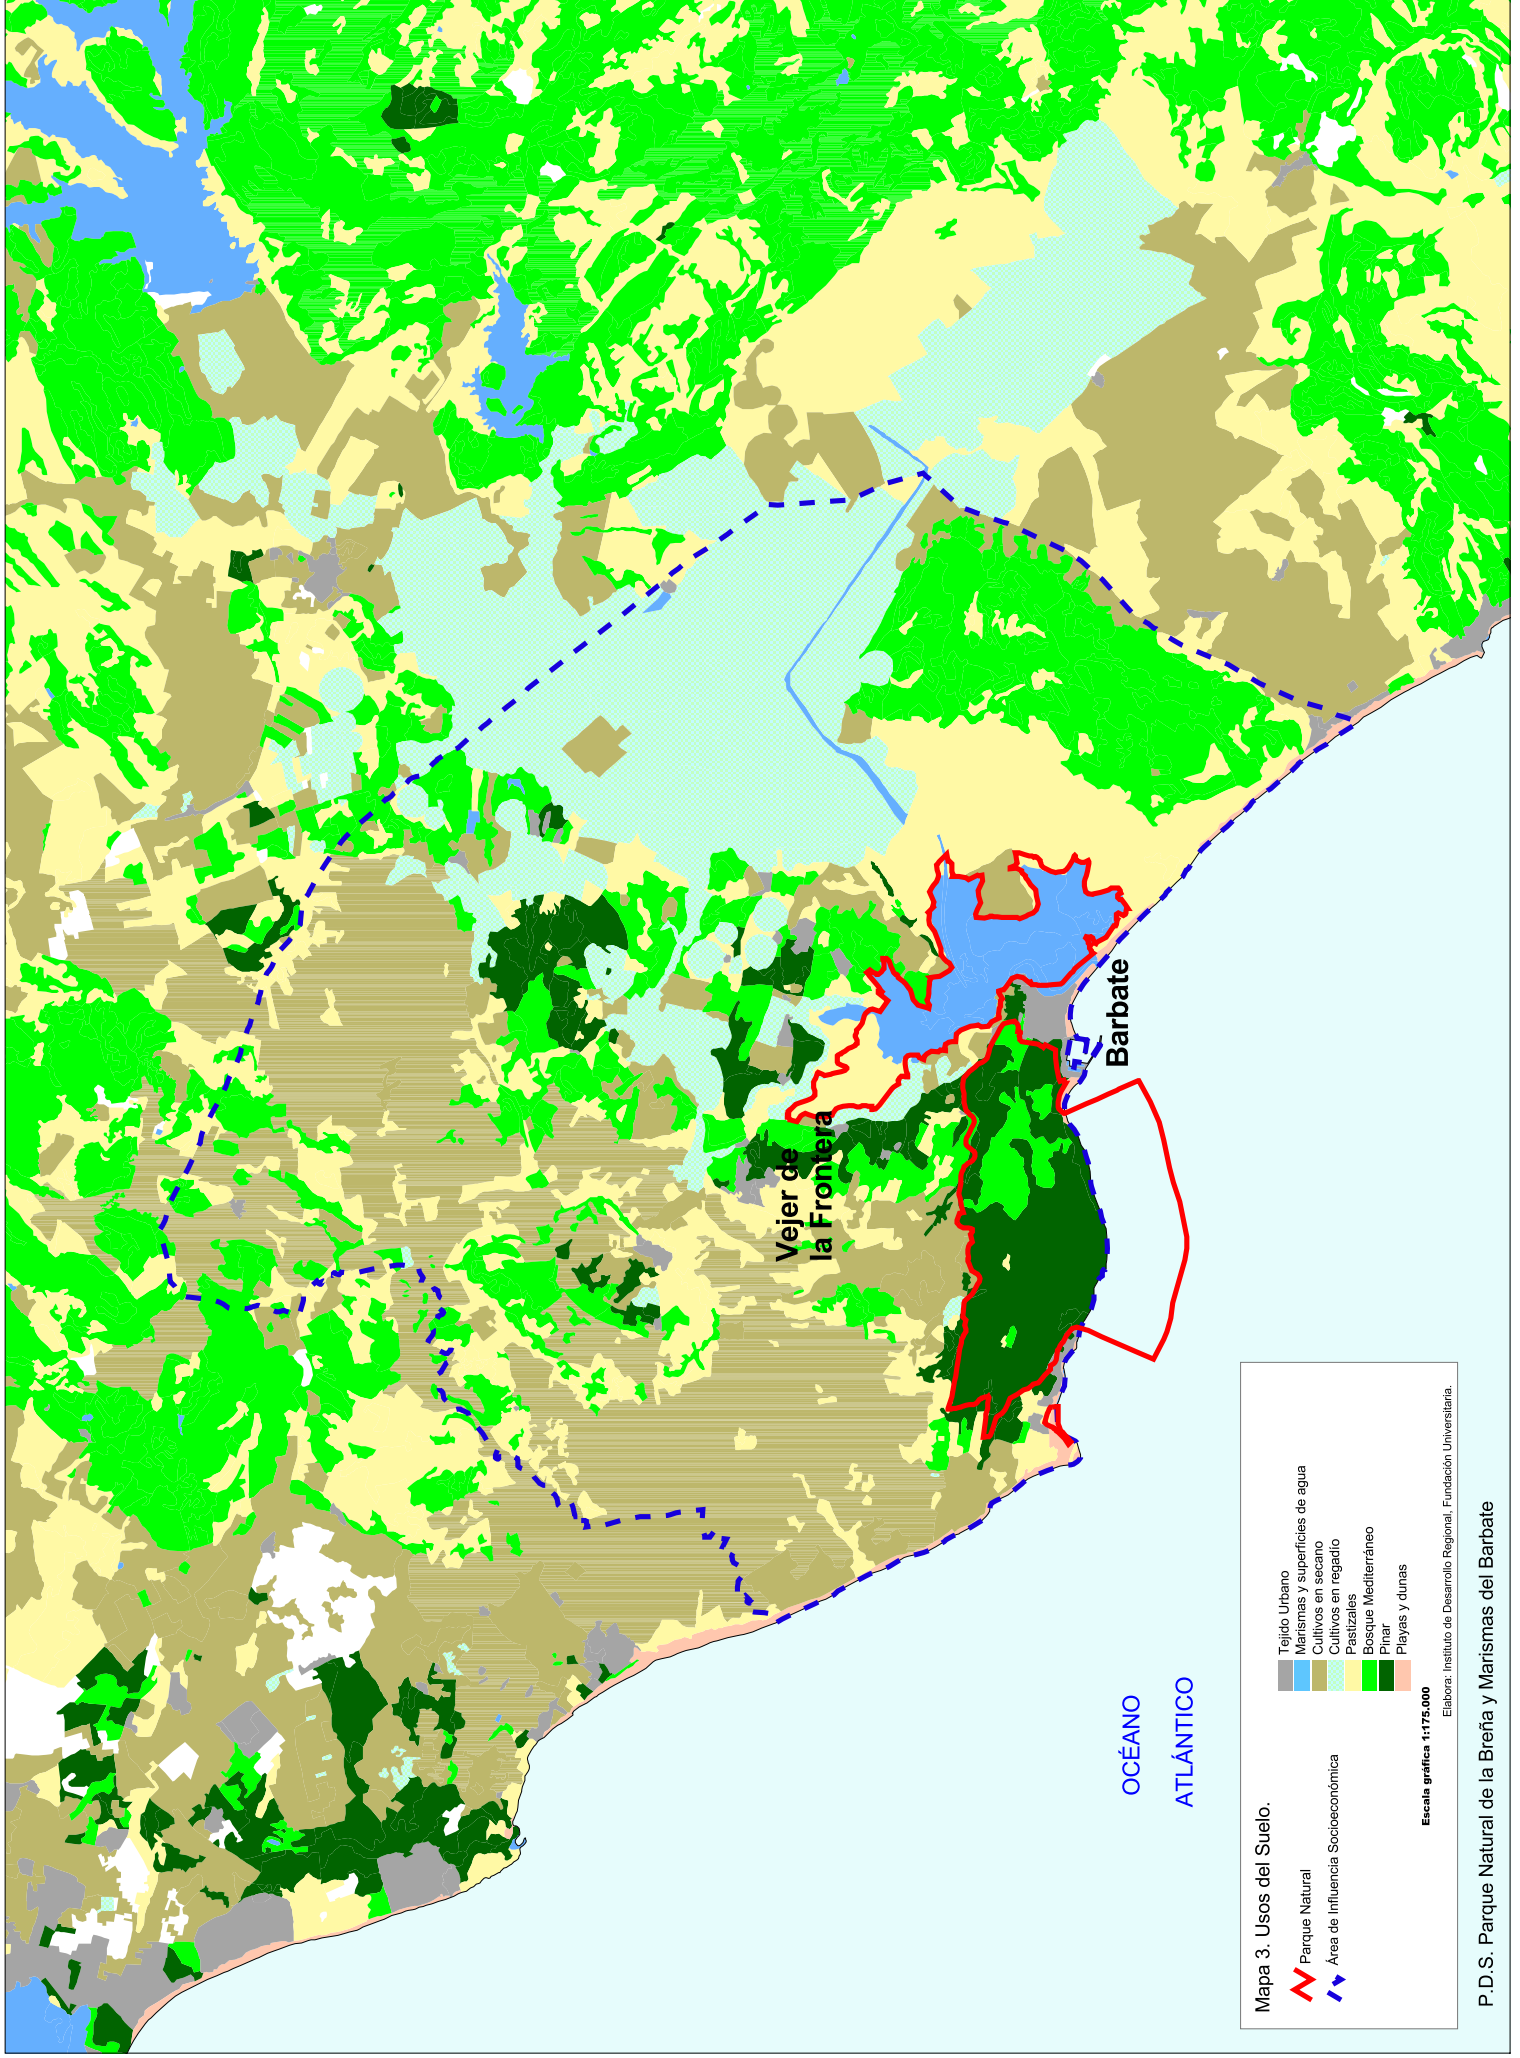 Vejer de
la Frontera
Barbate
OCÉANO
ATLÁNTICO
Mapa 3. Usos del Suelo.
Parque Natural
Área de Influencia Socioeconómica
Tejido Urbano
Marismas y superficies de agua
Cultivos en secano
Cultivos en regadío
Pastizales
Bosque Mediterráneo
Pinar
Playas y dunas
Escala gráfica 1:175.000
Elabora: Instituto de Desarrollo Regional, Fundación Universitaria.
P.D.S. Parque Natural de la Breña y Marismas del Barbate